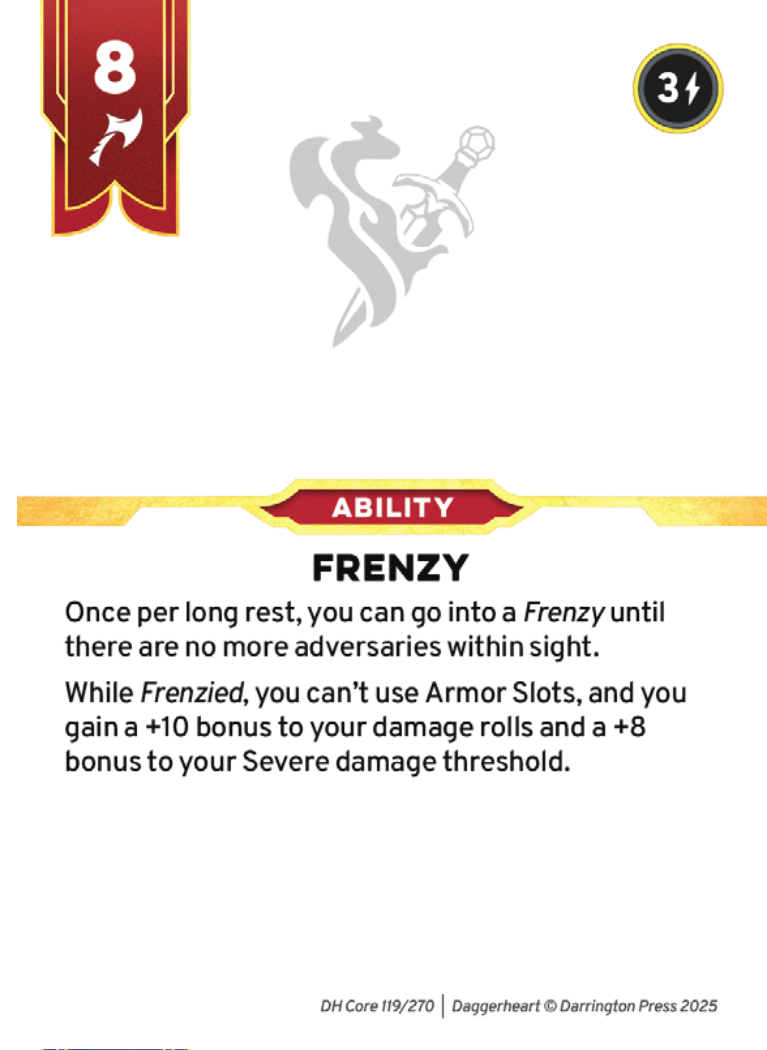 8
3
ABILITY
FRENZY
Once per long rest, you can go into a Frenzy until
there are no more adversaries within sight.
While Frenzied, you can’t use Armor Slots, and you
gain a +10 bonus to your damage rolls and a +8
bonus to your Severe damage threshold.
DH Core 119/270 | Daggerheart © Darrington Press 2025